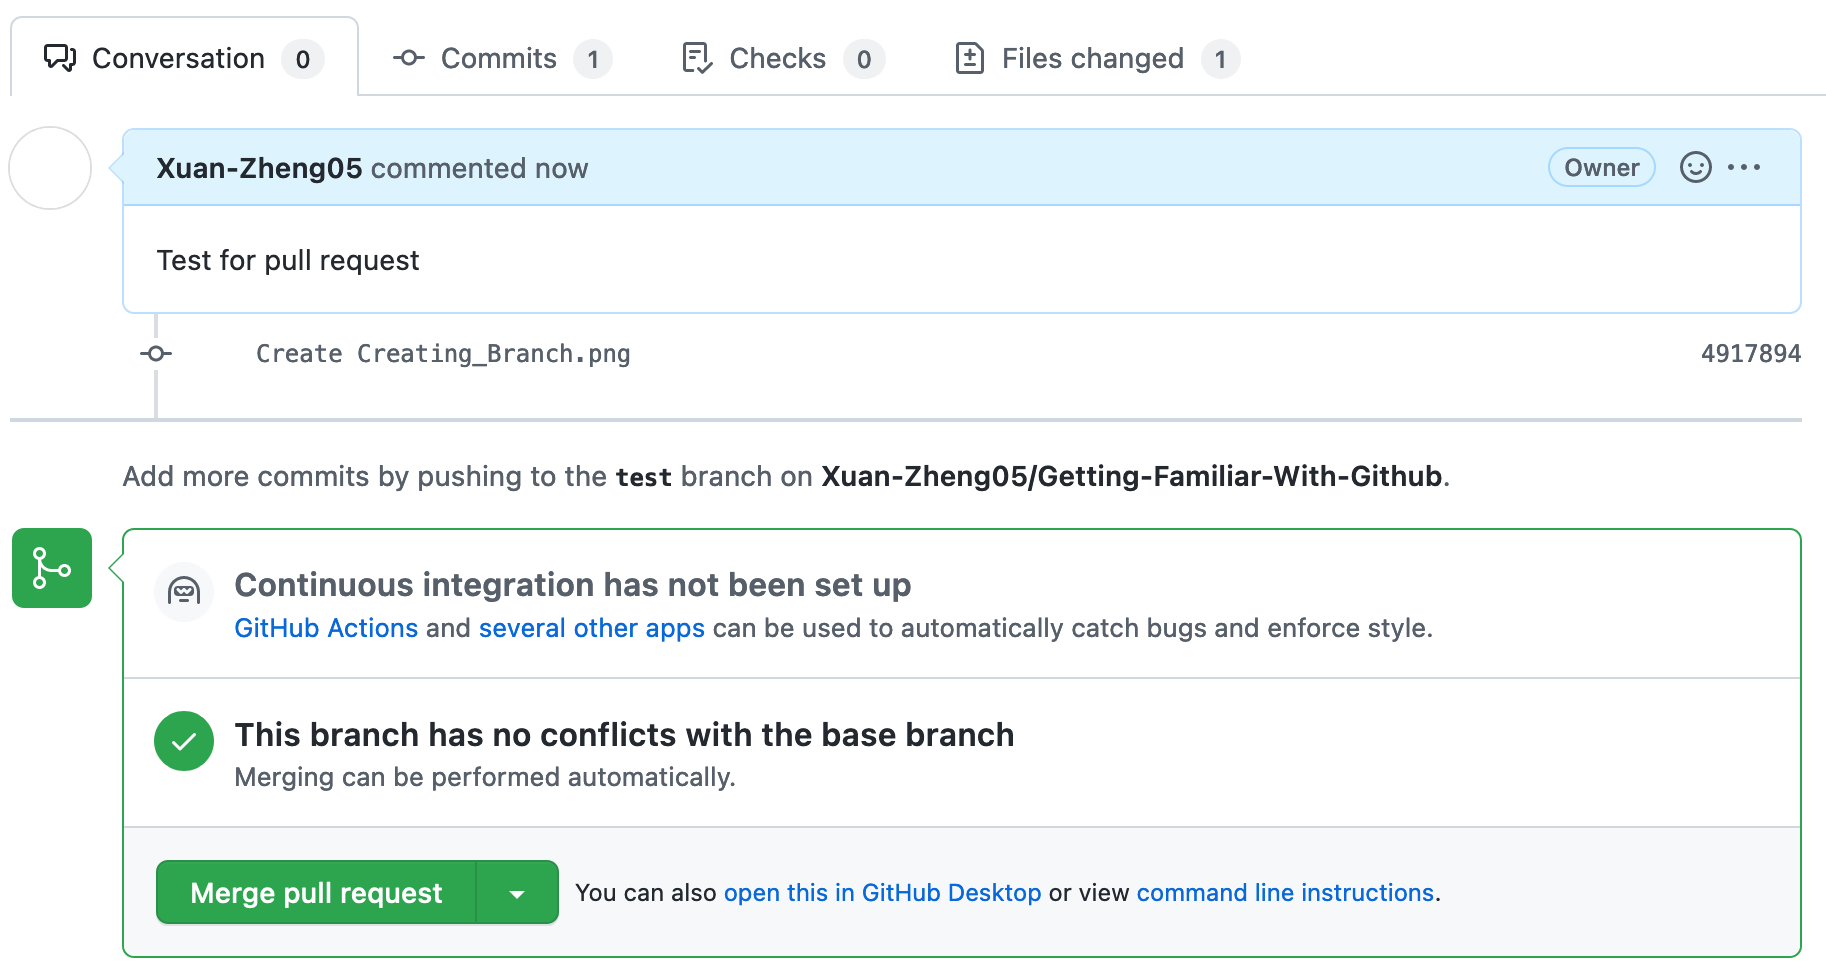 Conversation 0 Commits 1 Checks 0 Files changed 1
Xuan-Zheng05 commented now Owner
Test for pull request
Create Creating_Branch.png 4917894
Add more commits by pushing to the test branch on Xuan-Zheng05/Getting-Familiar-With-Github.
Continuous integration has not been set up
GitHub Actions and several other apps can be used to automatically catch bugs and enforce style.
This branch has no conflicts with the base branch
Merging can be performed automatically.
Merge pull request You can also open this in GitHub Desktop or view command line instructions.